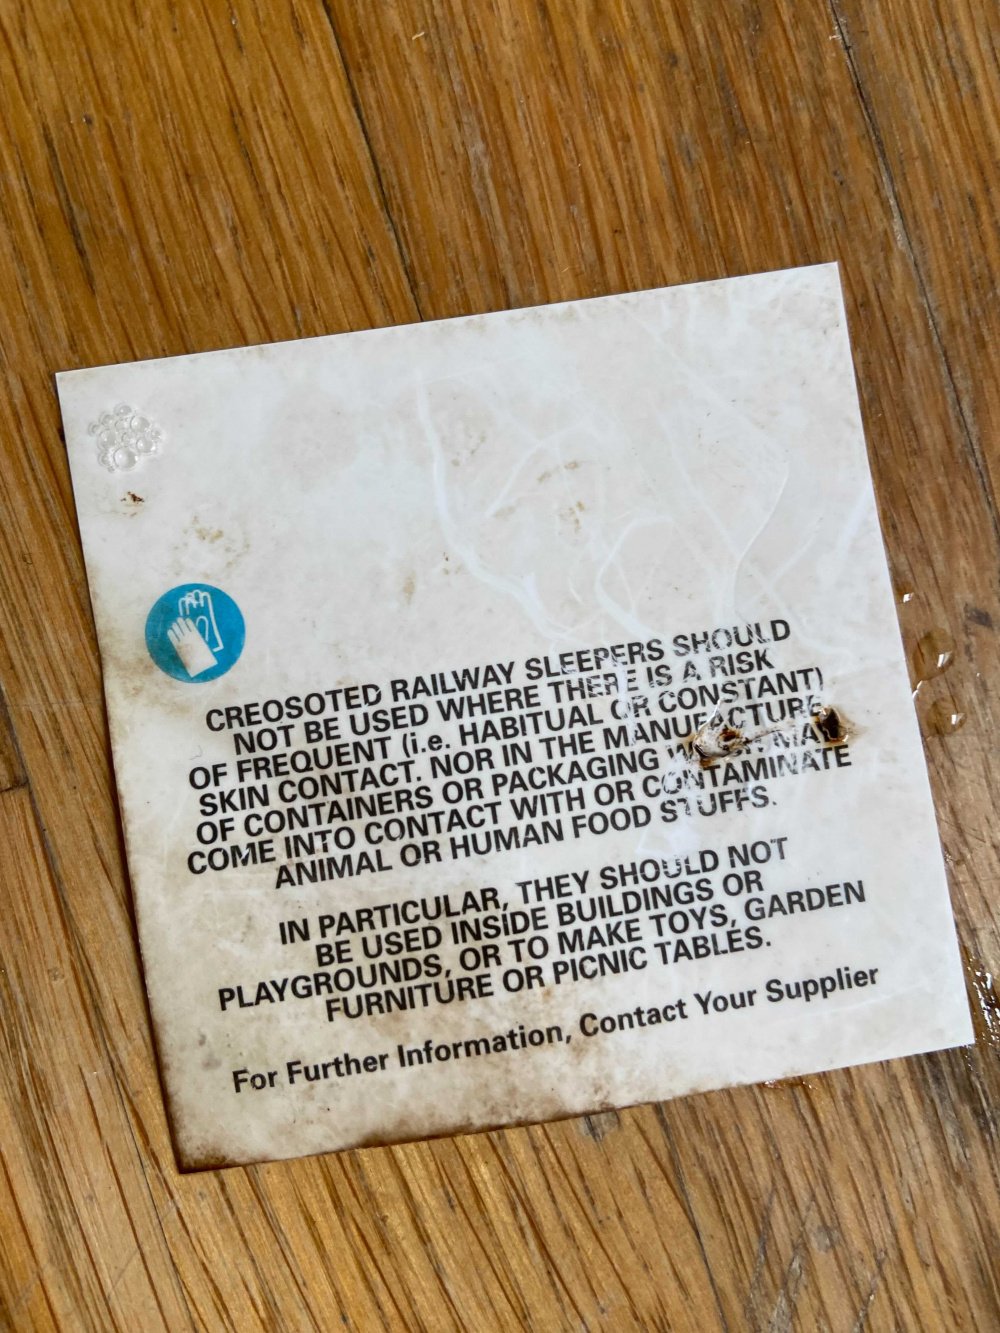 CREOSOTED RAILWAY SLEEPERS SHOULD
NOT BE USED WHERE THERE IS A RISK
OF FREQUENT (i.e. HABITUAL OR CONSTANT)
SKIN CONTACT. NOR IN THE MANUFACTURE
OF CONTAINERS OR PACKAGING MAY
COME INTO CONTACT WITH OR CONTAMINATE
ANIMAL OR HUMAN FOOD STUFFS.
IN PARTICULAR, THEY SHOULD NOT
BE USED INSIDE BUILDINGS OR
PLAYGROUNDS, OR TO MAKE TOYS, GARDEN
FURNITURE OR PICNIC TABLES.
For Further Information, Contact Your Supplier